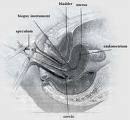 bladder uterus
biopsy instrument
speculum
endometrium
cervix